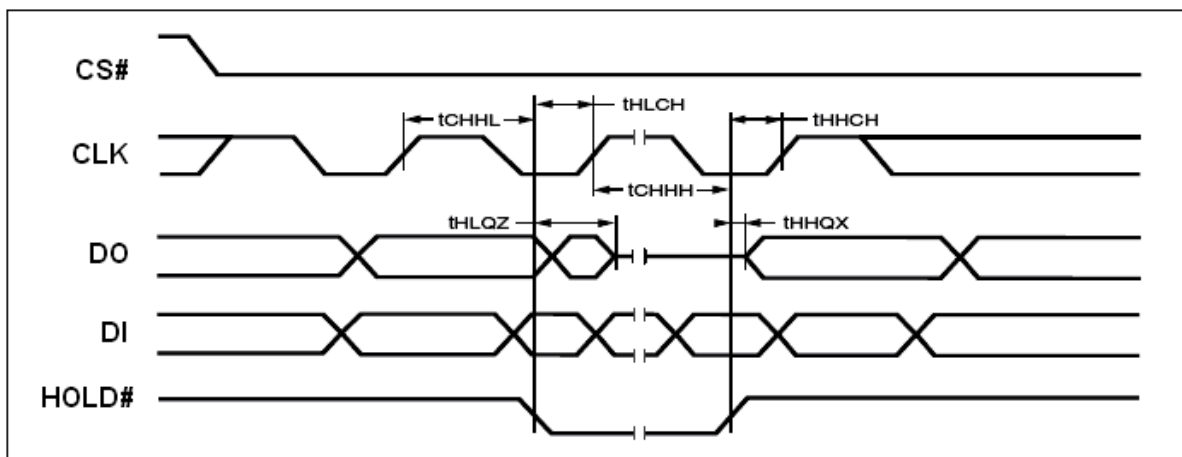 CS#
tHLCH
tCHHL
tHHCH
CLK
tCHHH
tHLQZ
tHHQX
DO
DI
HOLD#